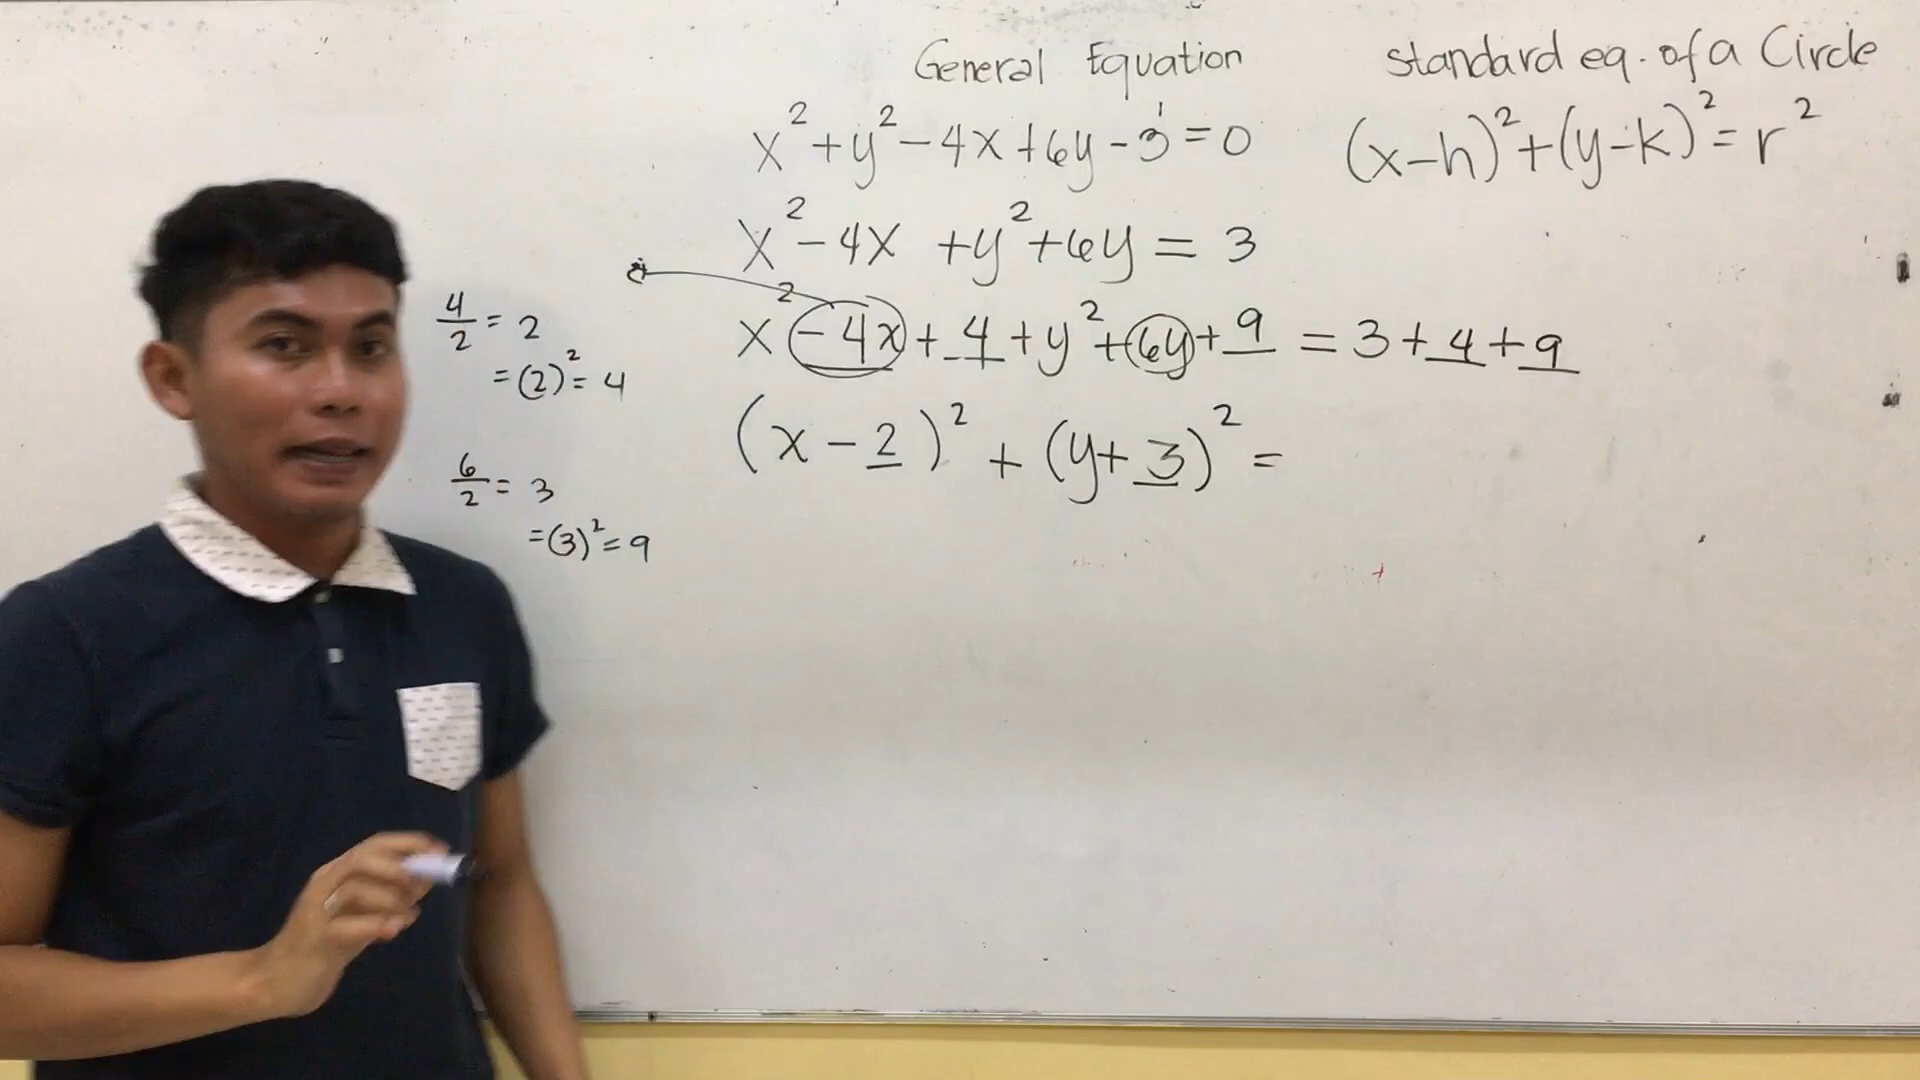 General Equation
standard eq. of a Circle
x²+y²-4x+6y-3=0
(x-h)²+(y-k)²=r²
x²-4x +y²+6y=3
x²-4x+4+y²+6y+9=3+4+9
(x-2)²+(y+3)²=
4/2=2
=(2)²=4
6/2=3
=(3)²=9